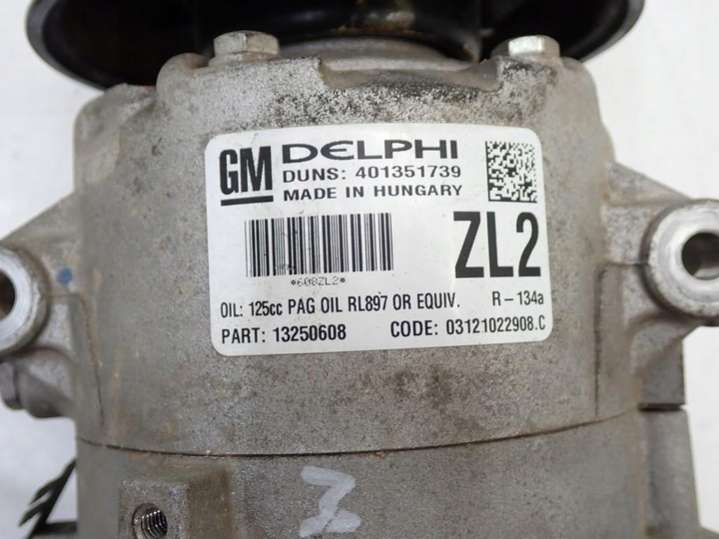 GM DELPHI
DUNS: 401351739
MADE IN HUNGARY
*608ZL2*
ZL2
OIL: 125cc PAG OIL RL897 OR EQUIV. R-134a
PART: 13250608 CODE: 03121022908.C
Z